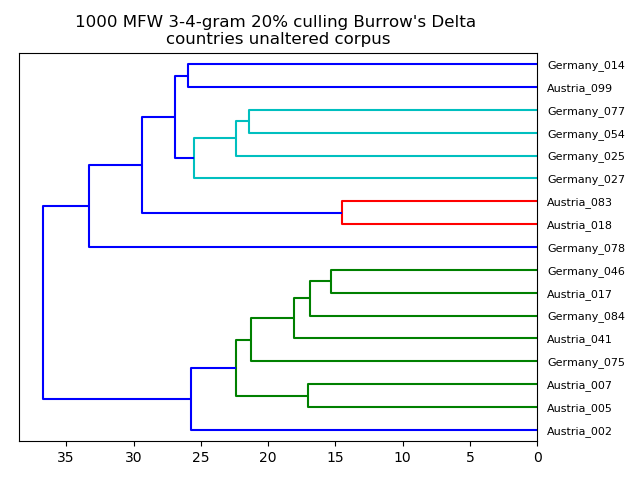 1000 MFW 3-4-gram 20% culling Burrow's Delta
countries unaltered corpus
Germany_014
Austria_099
Germany_077
Germany_054
Germany_025
Germany_027
Austria_083
Austria_018
Germany_078
Germany_046
Austria_017
Germany_084
Austria_041
Germany_075
Austria_007
Austria_005
Austria_002
35 30 25 20 15 10 5 0